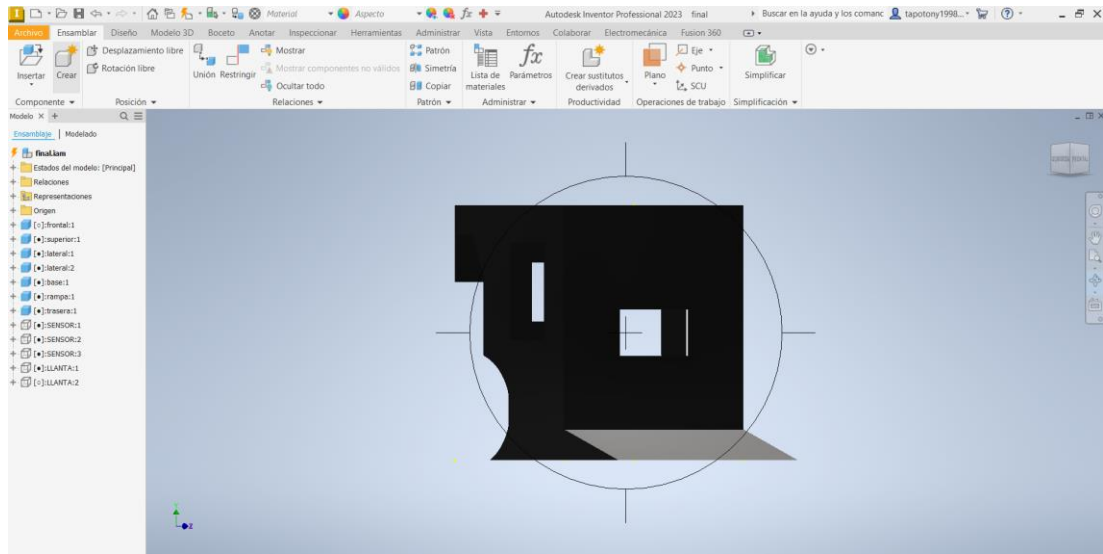 Material
Aspecto
fx
Autodesk Inventor Professional 2023 final
Buscar en la ayuda y los comanc
tapotony1998...
Archivo Ensamblar Diseño Modelo 3D Boceto Anotar Inspeccionar Herramientas Administrar Vista Entornos Colaborar Electromecánica Fusion 360
Insertar
Crear
Desplazamiento libre
Rotación libre
Unión Restringir
Mostrar
Mostrar componentes no válidos
Ocultar todo
Patrón
Simetría
Copiar
Lista de materiales
fx
Parámetros
Crear sustitutos derivados
Plano
Eje
Punto
SCU
Simplificar
Componente Posición Relaciones Patrón Administrar Productividad Operaciones de trabajo Simplificación
Modelo
Ensamblaje | Modelado
final.iam
Estados del modelo: [Principal]
Relaciones
Representaciones
Origen
[○]:frontal:1
[●]:superior:1
[●]:lateral:1
[●]:lateral:2
[●]:base:1
[●]:rampa:1
[●]:trasera:1
[●]:SENSOR:1
[●]:SENSOR:2
[●]:SENSOR:3
[●]:LLANTA:1
[○]:LLANTA:2
Z